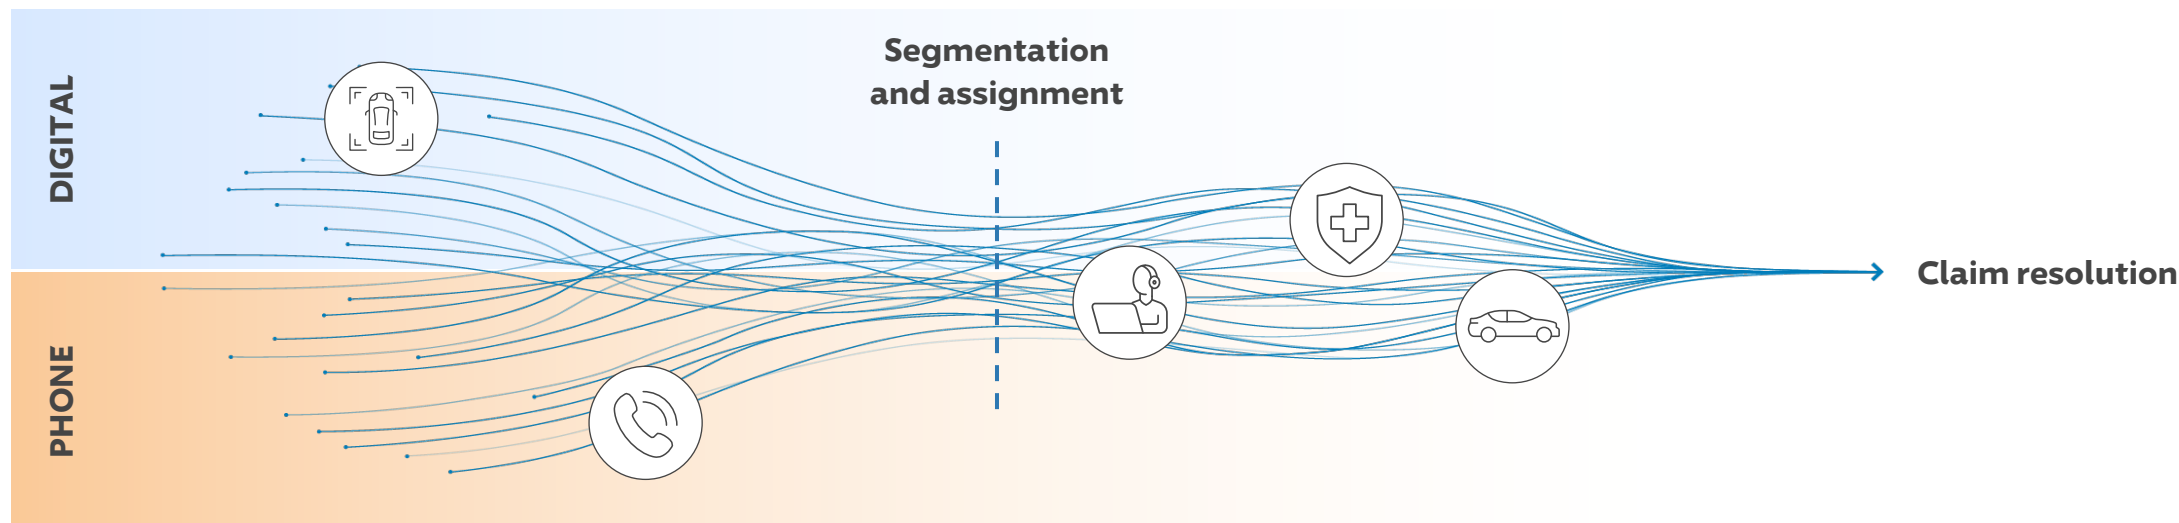 DIGITAL
Segmentation
and assignment
Claim resolution
PHONE